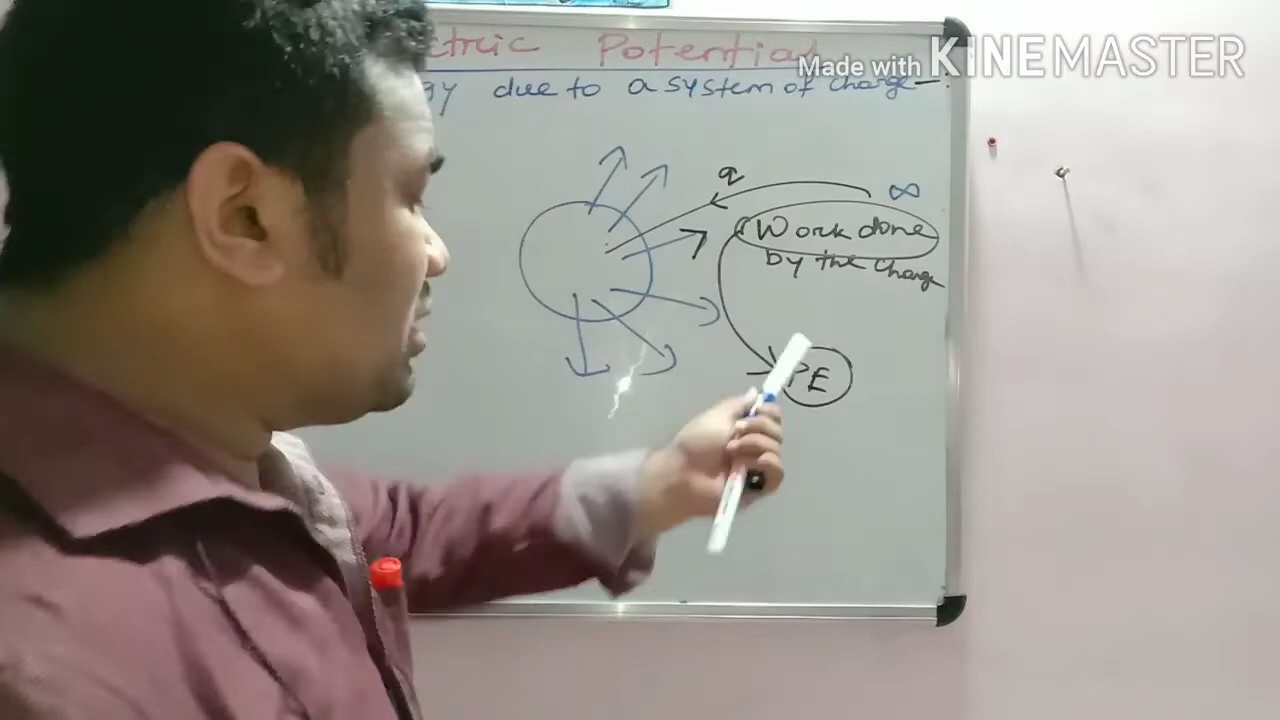 ctric Potential
Made with KINEMASTER
gy due to a system of charge-:
q
∞
Work done
by the charge
PE